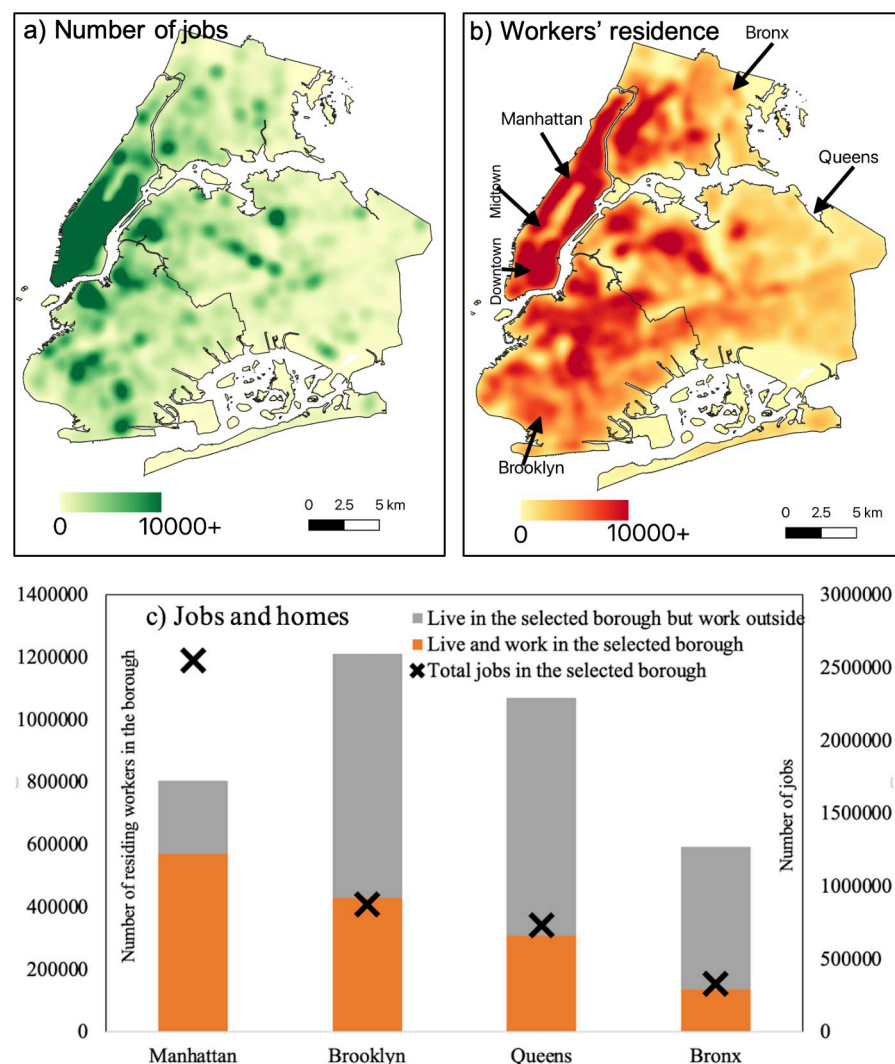 a) Number of jobs
0
10000+
0 2.5 5 km
b) Workers’ residence
Bronx
Manhattan
Queens
Midtown
Downtown
Brooklyn
0
10000+
0 2.5 5 km
c) Jobs and homes
Live in the selected borough but work outside
Live and work in the selected borough
Total jobs in the selected borough
Number of residing workers in the borough
1400000
1200000
1000000
800000
600000
400000
200000
0
Number of jobs
3000000
2500000
2000000
1500000
1000000
500000
0
Manhattan Brooklyn Queens Bronx